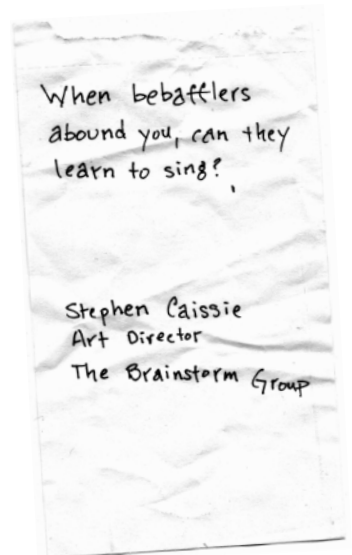 When bebafflers
abound you, can they
learn to sing?
Stephen Caissie
Art Director
The Brainstorm Group